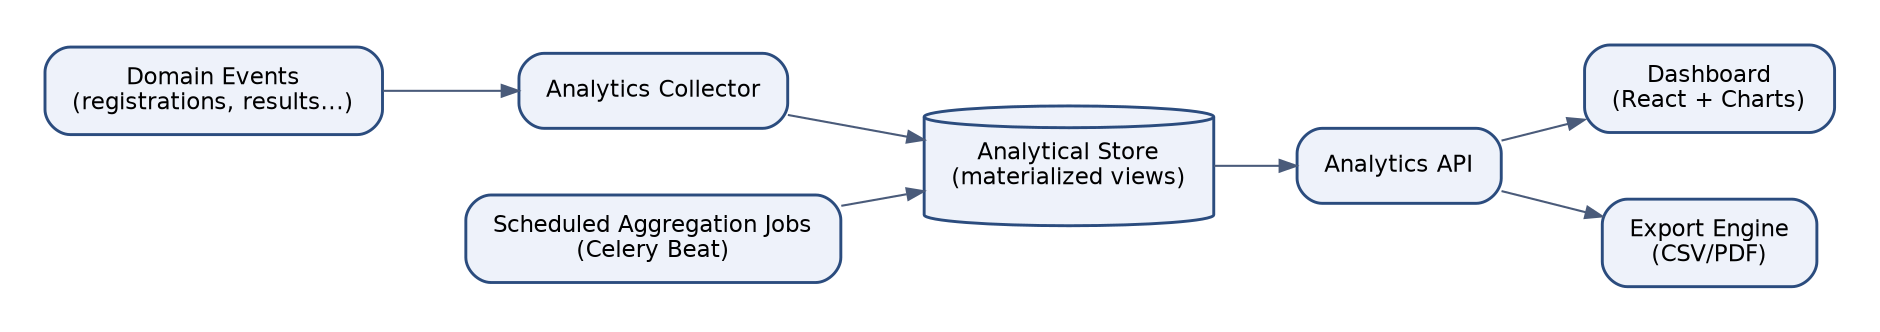 Domain Events
(registrations, results...)
Analytics Collector
Scheduled Aggregation Jobs
(Celery Beat)
Analytical Store
(materialized views)
Analytics API
Dashboard
(React + Charts)
Export Engine
(CSV/PDF)